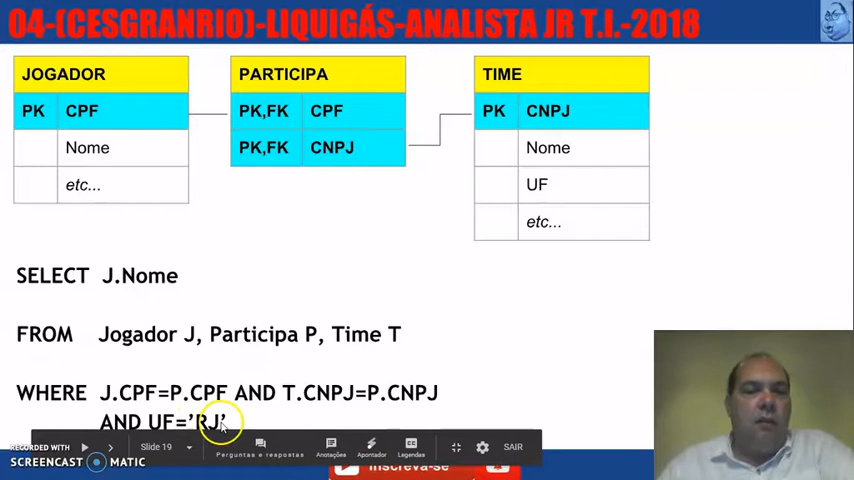 04-(CESGRANRIO)-LIQUIGÁS-ANALISTA JR T.I.-2018
JOGADOR
PK CPF
Nome
etc...
PARTICIPA
PK,FK CPF
PK,FK CNPJ
TIME
PK CNPJ
Nome
UF
etc...
SELECT J.Nome
FROM Jogador J, Participa P, Time T
WHERE J.CPF=P.CPF AND T.CNPJ=P.CNPJ
AND UF=’RJ’
RECORDED WITH
SCREENCAST MATIC
Slide 19
Perguntas e respostas
Anotações
Apontador
Legendas
SAIR
inscreva-se